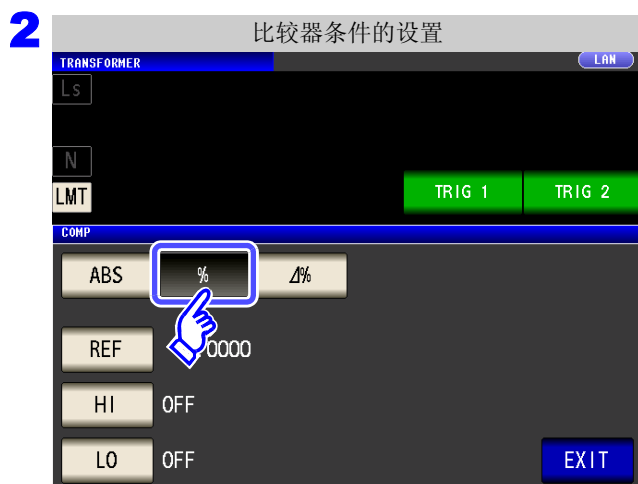 2
比较器条件的设置
TRANSFORMER LAN
Ls
N
LMT TRIG 1 TRIG 2
COMP
ABS % Δ%
REF 0000
HI OFF
LO OFF EXIT